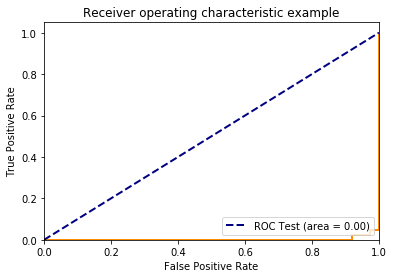 Receiver operating characteristic example
True Positive Rate
1.0
0.8
0.6
0.4
0.2
0.0
ROC Test (area = 0.00)
0.0 0.2 0.4 0.6 0.8 1.0
False Positive Rate